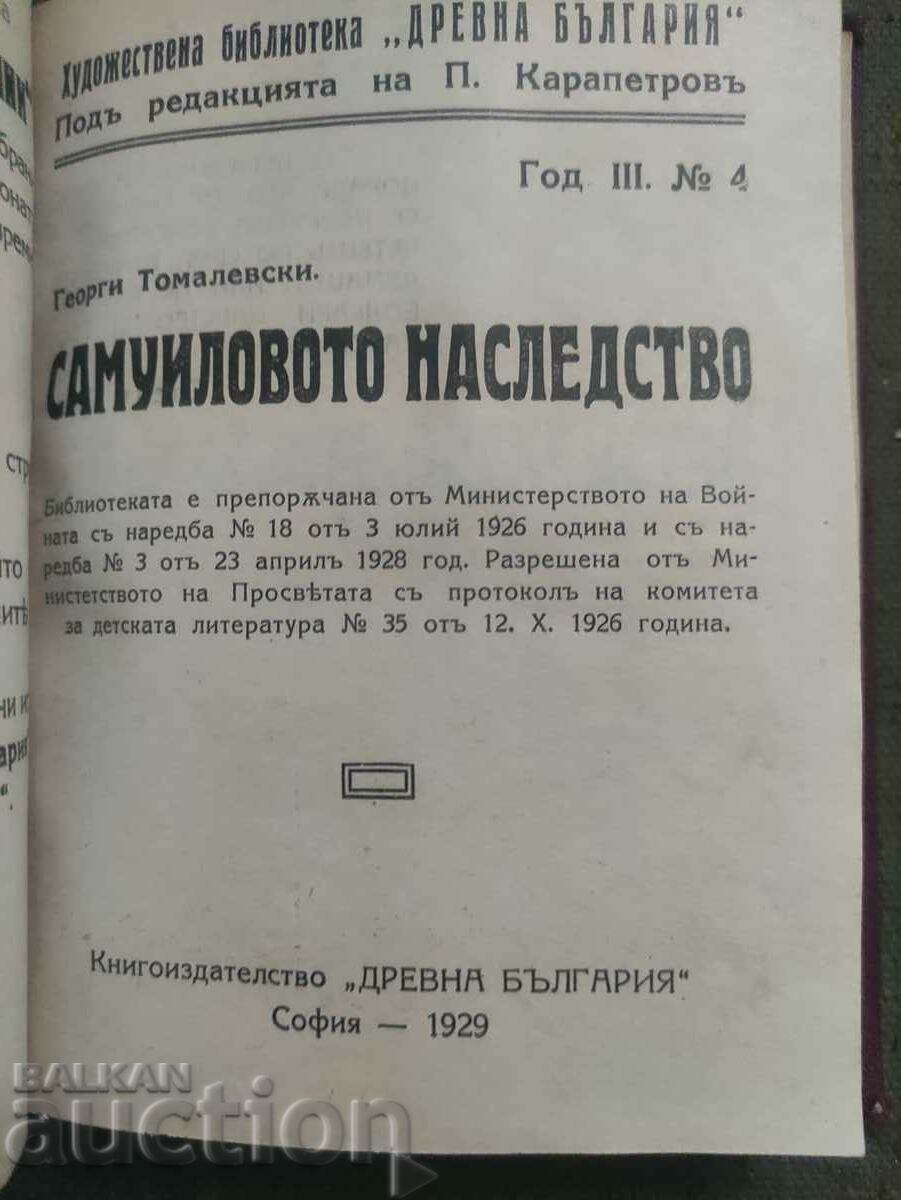 Художествена библиотека „ДРЕВНА БЪЛГАРИЯ“
Подъ редакцията на П. Карапетровъ
Год III. № 4
Георги Томалевски.
САМУИЛОВОТО НАСЛЕДСТВО
Библиотеката е препорѫчана отъ Министерството на Вой-
ната съ наредба № 18 отъ 3 юлий 1926 година и съ на-
редба № 3 отъ 23 априлъ 1928 год. Разрешена отъ Ми-
нистетството на Просвѣтата съ протоколъ на комитета
за детската литература № 35 отъ 12. X. 1926 година.
Книгоиздателство „ДРЕВНА БЪЛГАРИЯ“
София — 1929
BALKAN
auction